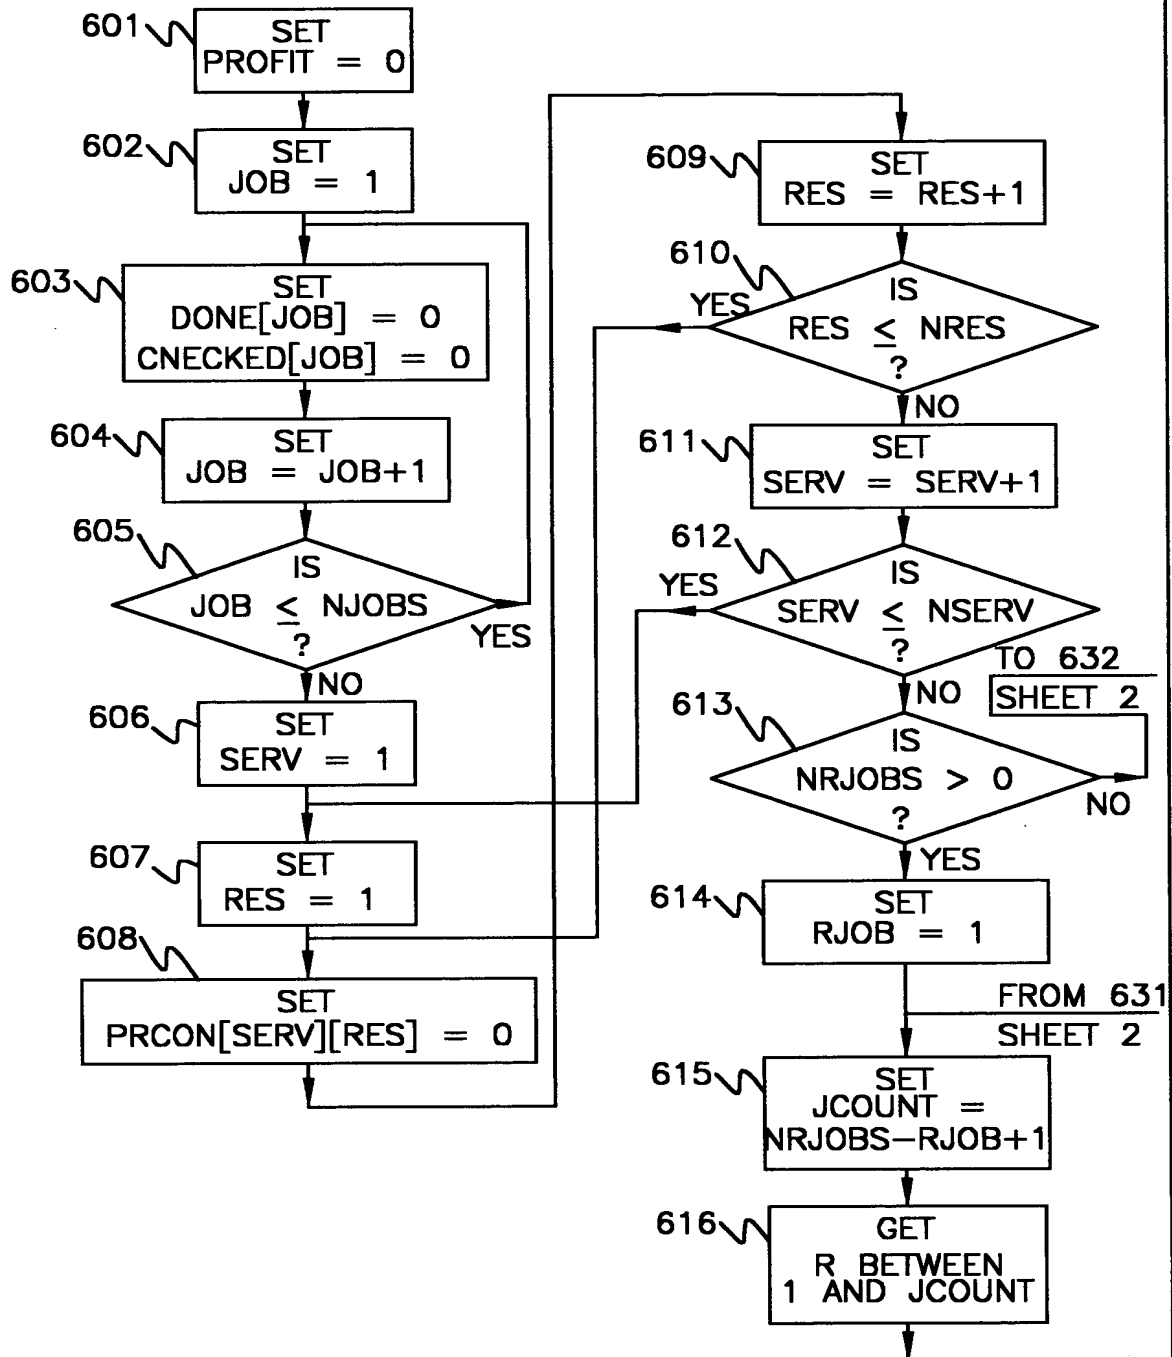 601
SET
PROFIT = 0
602
SET
JOB = 1
603
SET
DONE[JOB] = 0
CNECKED[JOB] = 0
604
SET
JOB = JOB+1
605
IS
JOB ≤ NJOBS
?
YES
NO
606
SET
SERV = 1
607
SET
RES = 1
608
SET
PRCON[SERV][RES] = 0
609
SET
RES = RES+1
610
YES
IS
RES ≤ NRES
?
NO
611
SET
SERV = SERV+1
612
YES
IS
SERV ≤ NSERV
?
NO
TO 632
SHEET 2
613
IS
NRJOBS > 0
?
NO
YES
614
SET
RJOB = 1
FROM 631
SHEET 2
615
SET
JCOUNT =
NRJOBS-RJOB+1
616
GET
R BETWEEN
1 AND JCOUNT